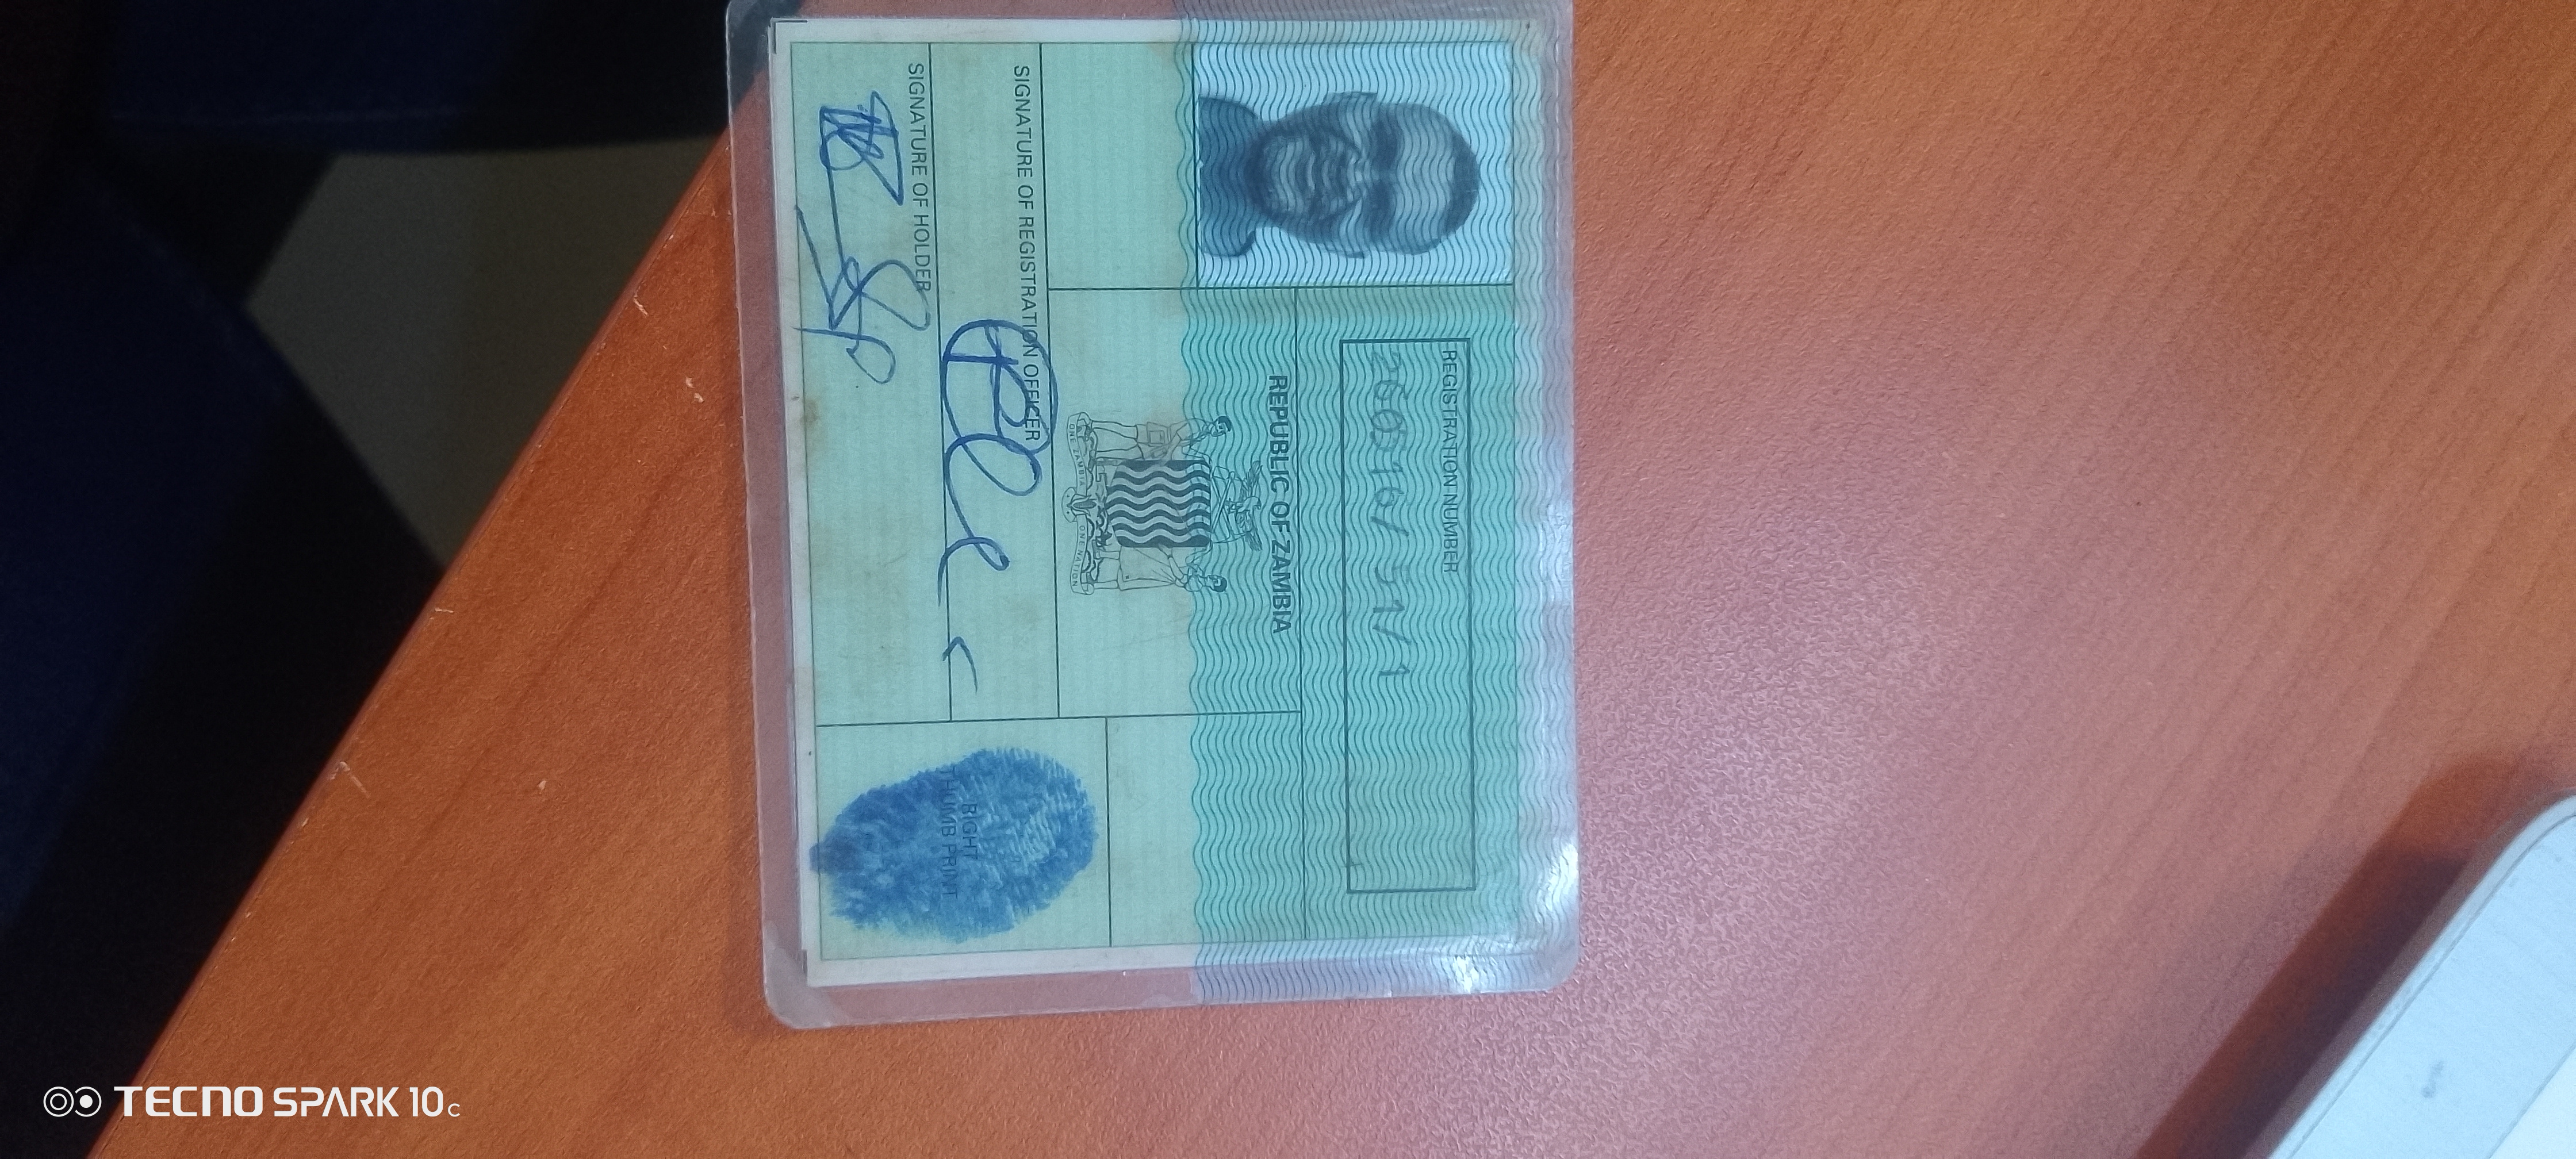 REGISTRATION NUMBER
REPUBLIC OF ZAMBIA
ONE ZAMBIA ONE NATION
SIGNATURE OF REGISTRATION OFFICER
SIGNATURE OF HOLDER
RIGHT
THUMB PRINT
TECNO SPARK 10C